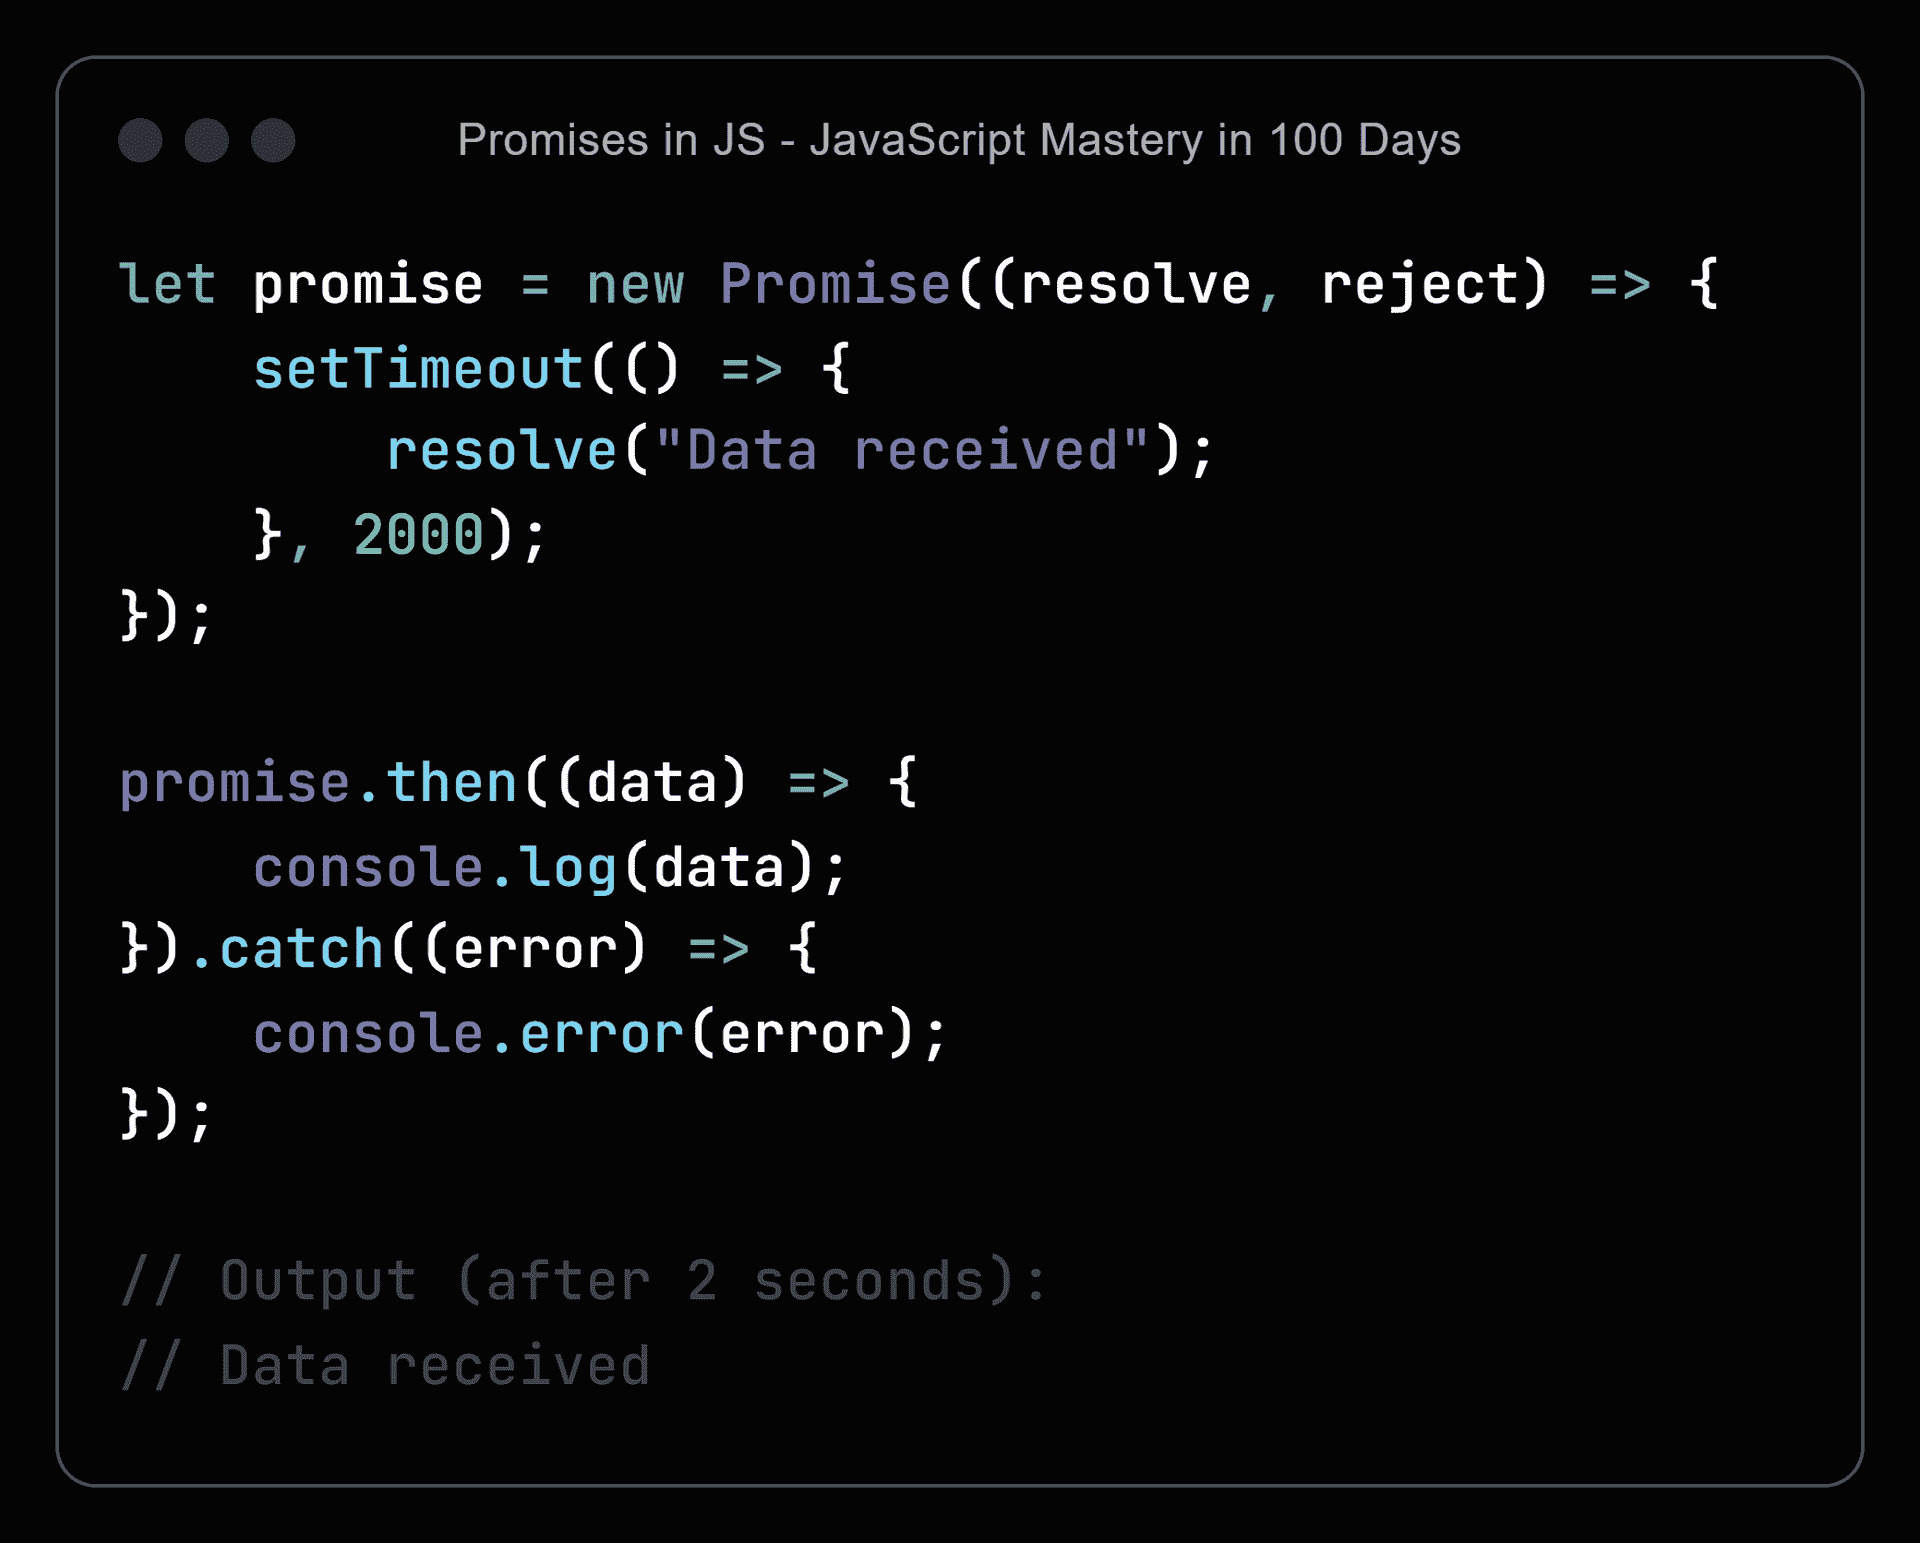 Promises in JS - JavaScript Mastery in 100 Days
let promise = new Promise((resolve, reject) => {
    setTimeout(() => {
        resolve("Data received");
    }, 2000);
});
promise.then((data) => {
    console.log(data);
}).catch((error) => {
    console.error(error);
});
// Output (after 2 seconds):
// Data received